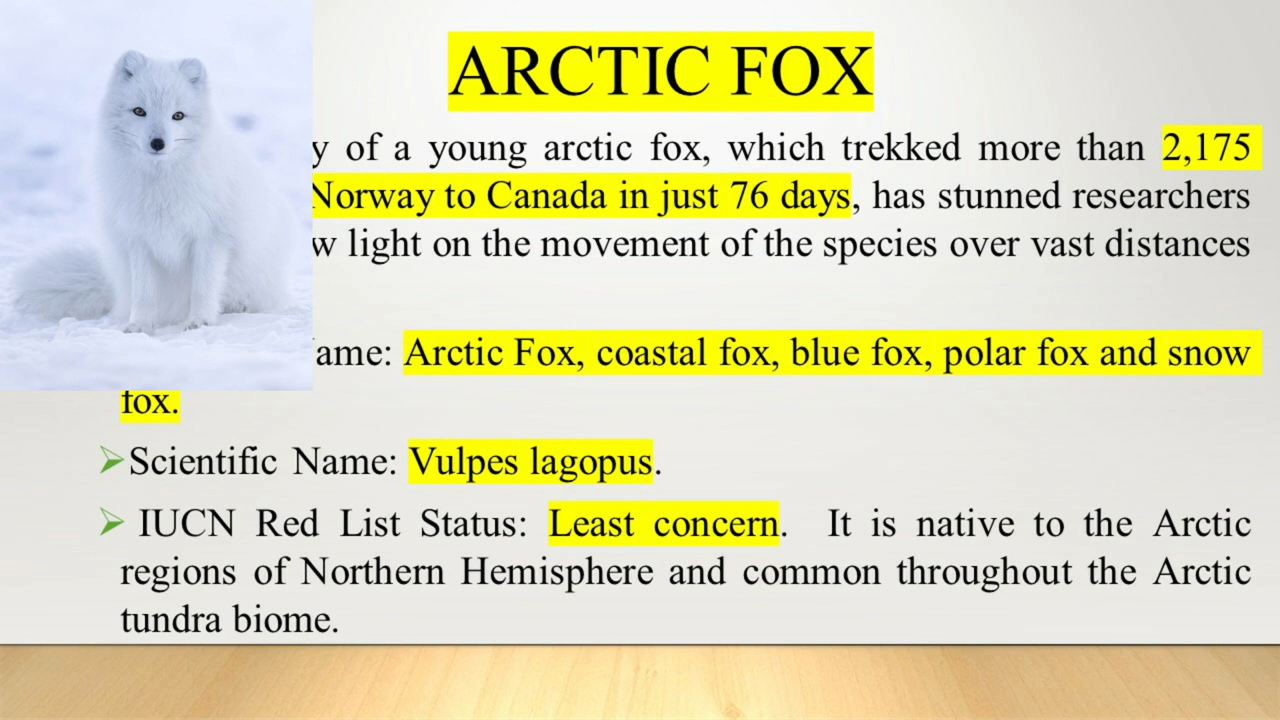 ARCTIC FOX
of a young arctic fox, which trekked more than 2,175
Norway to Canada in just 76 days, has stunned researchers
light on the movement of the species over vast distances
Arctic Fox, coastal fox, blue fox, polar fox and snow
fox.
➢Scientific Name: Vulpes lagopus.
➢ IUCN Red List Status: Least concern. It is native to the Arctic
regions of Northern Hemisphere and common throughout the Arctic
tundra biome.